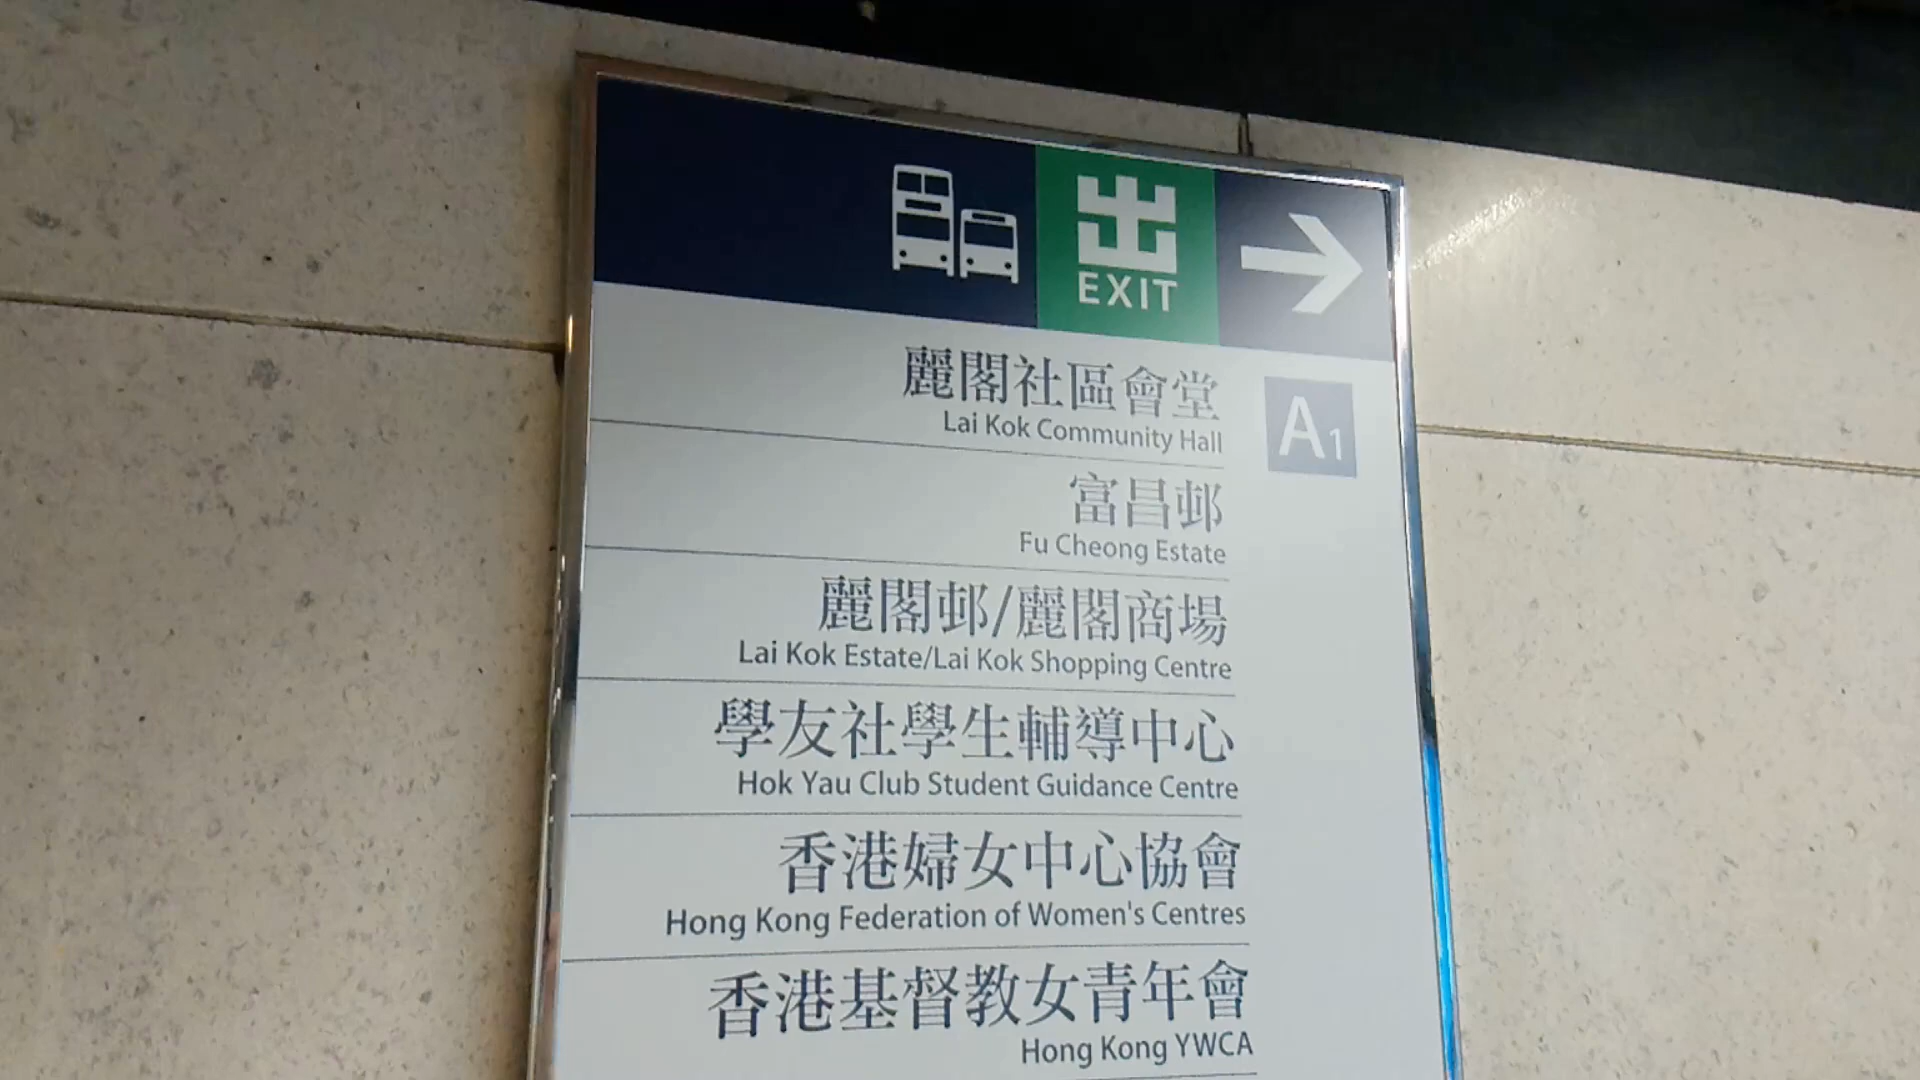 出
EXIT
麗閣社區會堂
Lai Kok Community Hall
A1
富昌邨
Fu Cheong Estate
麗閣邨/麗閣商場
Lai Kok Estate/Lai Kok Shopping Centre
學友社學生輔導中心
Hok Yau Club Student Guidance Centre
香港婦女中心協會
Hong Kong Federation of Women's Centres
香港基督教女青年會
Hong Kong YWCA